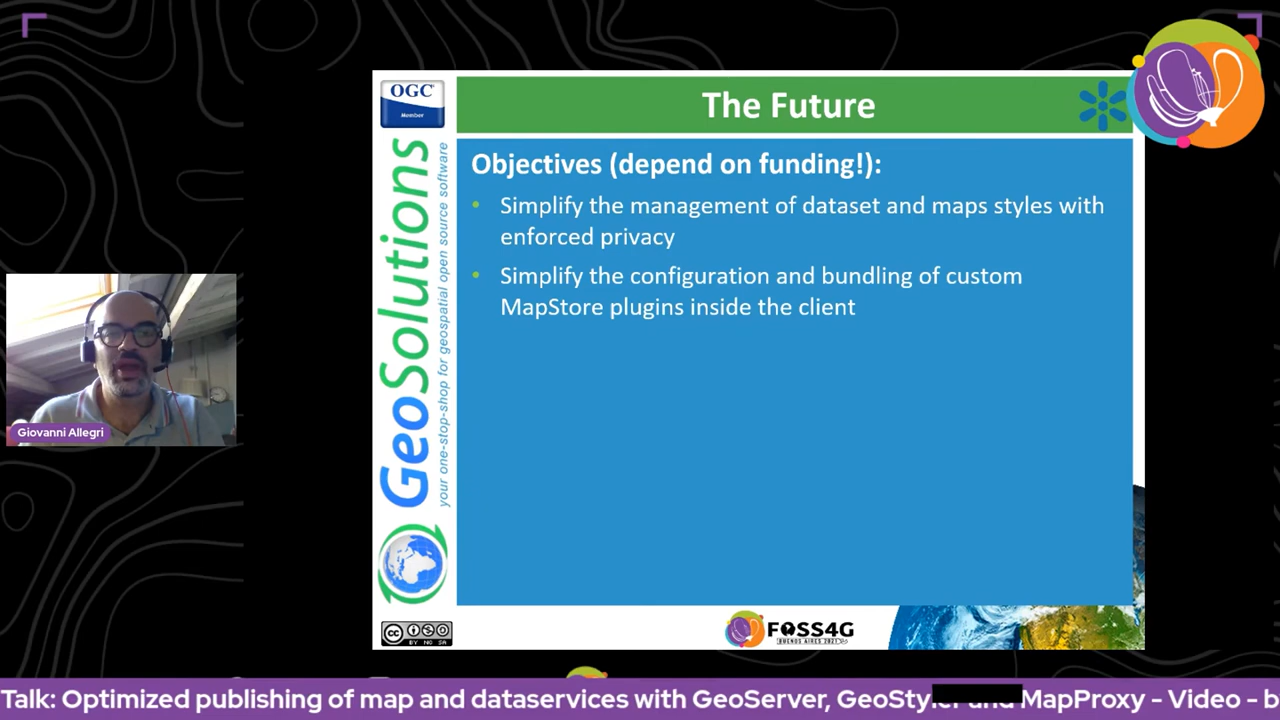 OGC
Member
The Future
GeoSolutions
your one-stop-shop for geospatial open source software
Objectives (depend on funding!):
• Simplify the management of dataset and maps styles with
enforced privacy
• Simplify the configuration and bundling of custom
MapStore plugins inside the client
Giovanni Allegri
cc
BY NC SA
FOSS4G
BUENOS AIRES 2021
Talk: Optimized publishing of map and dataservices with GeoServer, GeoSty MapProxy - Video - b